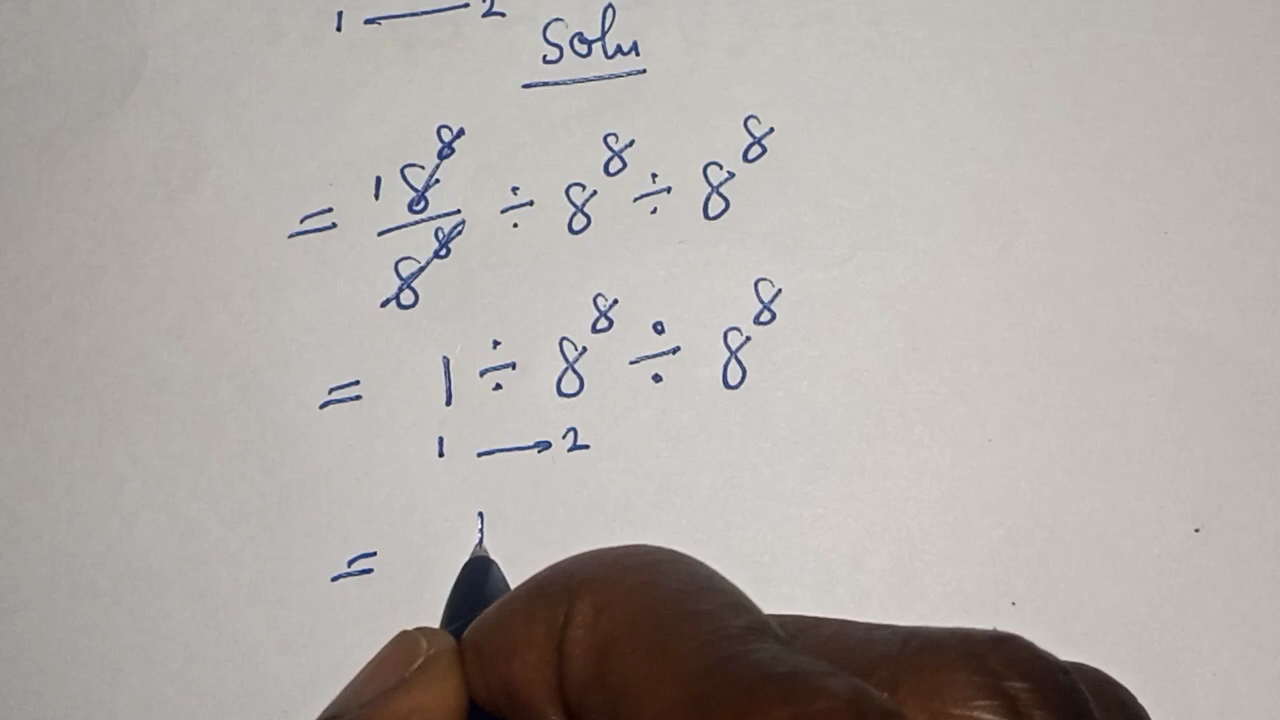 1 — 2
Solu
= 1 8^8/8^8 ÷ 8^8 ÷ 8^8
= 1 ÷ 8^8 ÷ 8^8
1 → 2
= 1